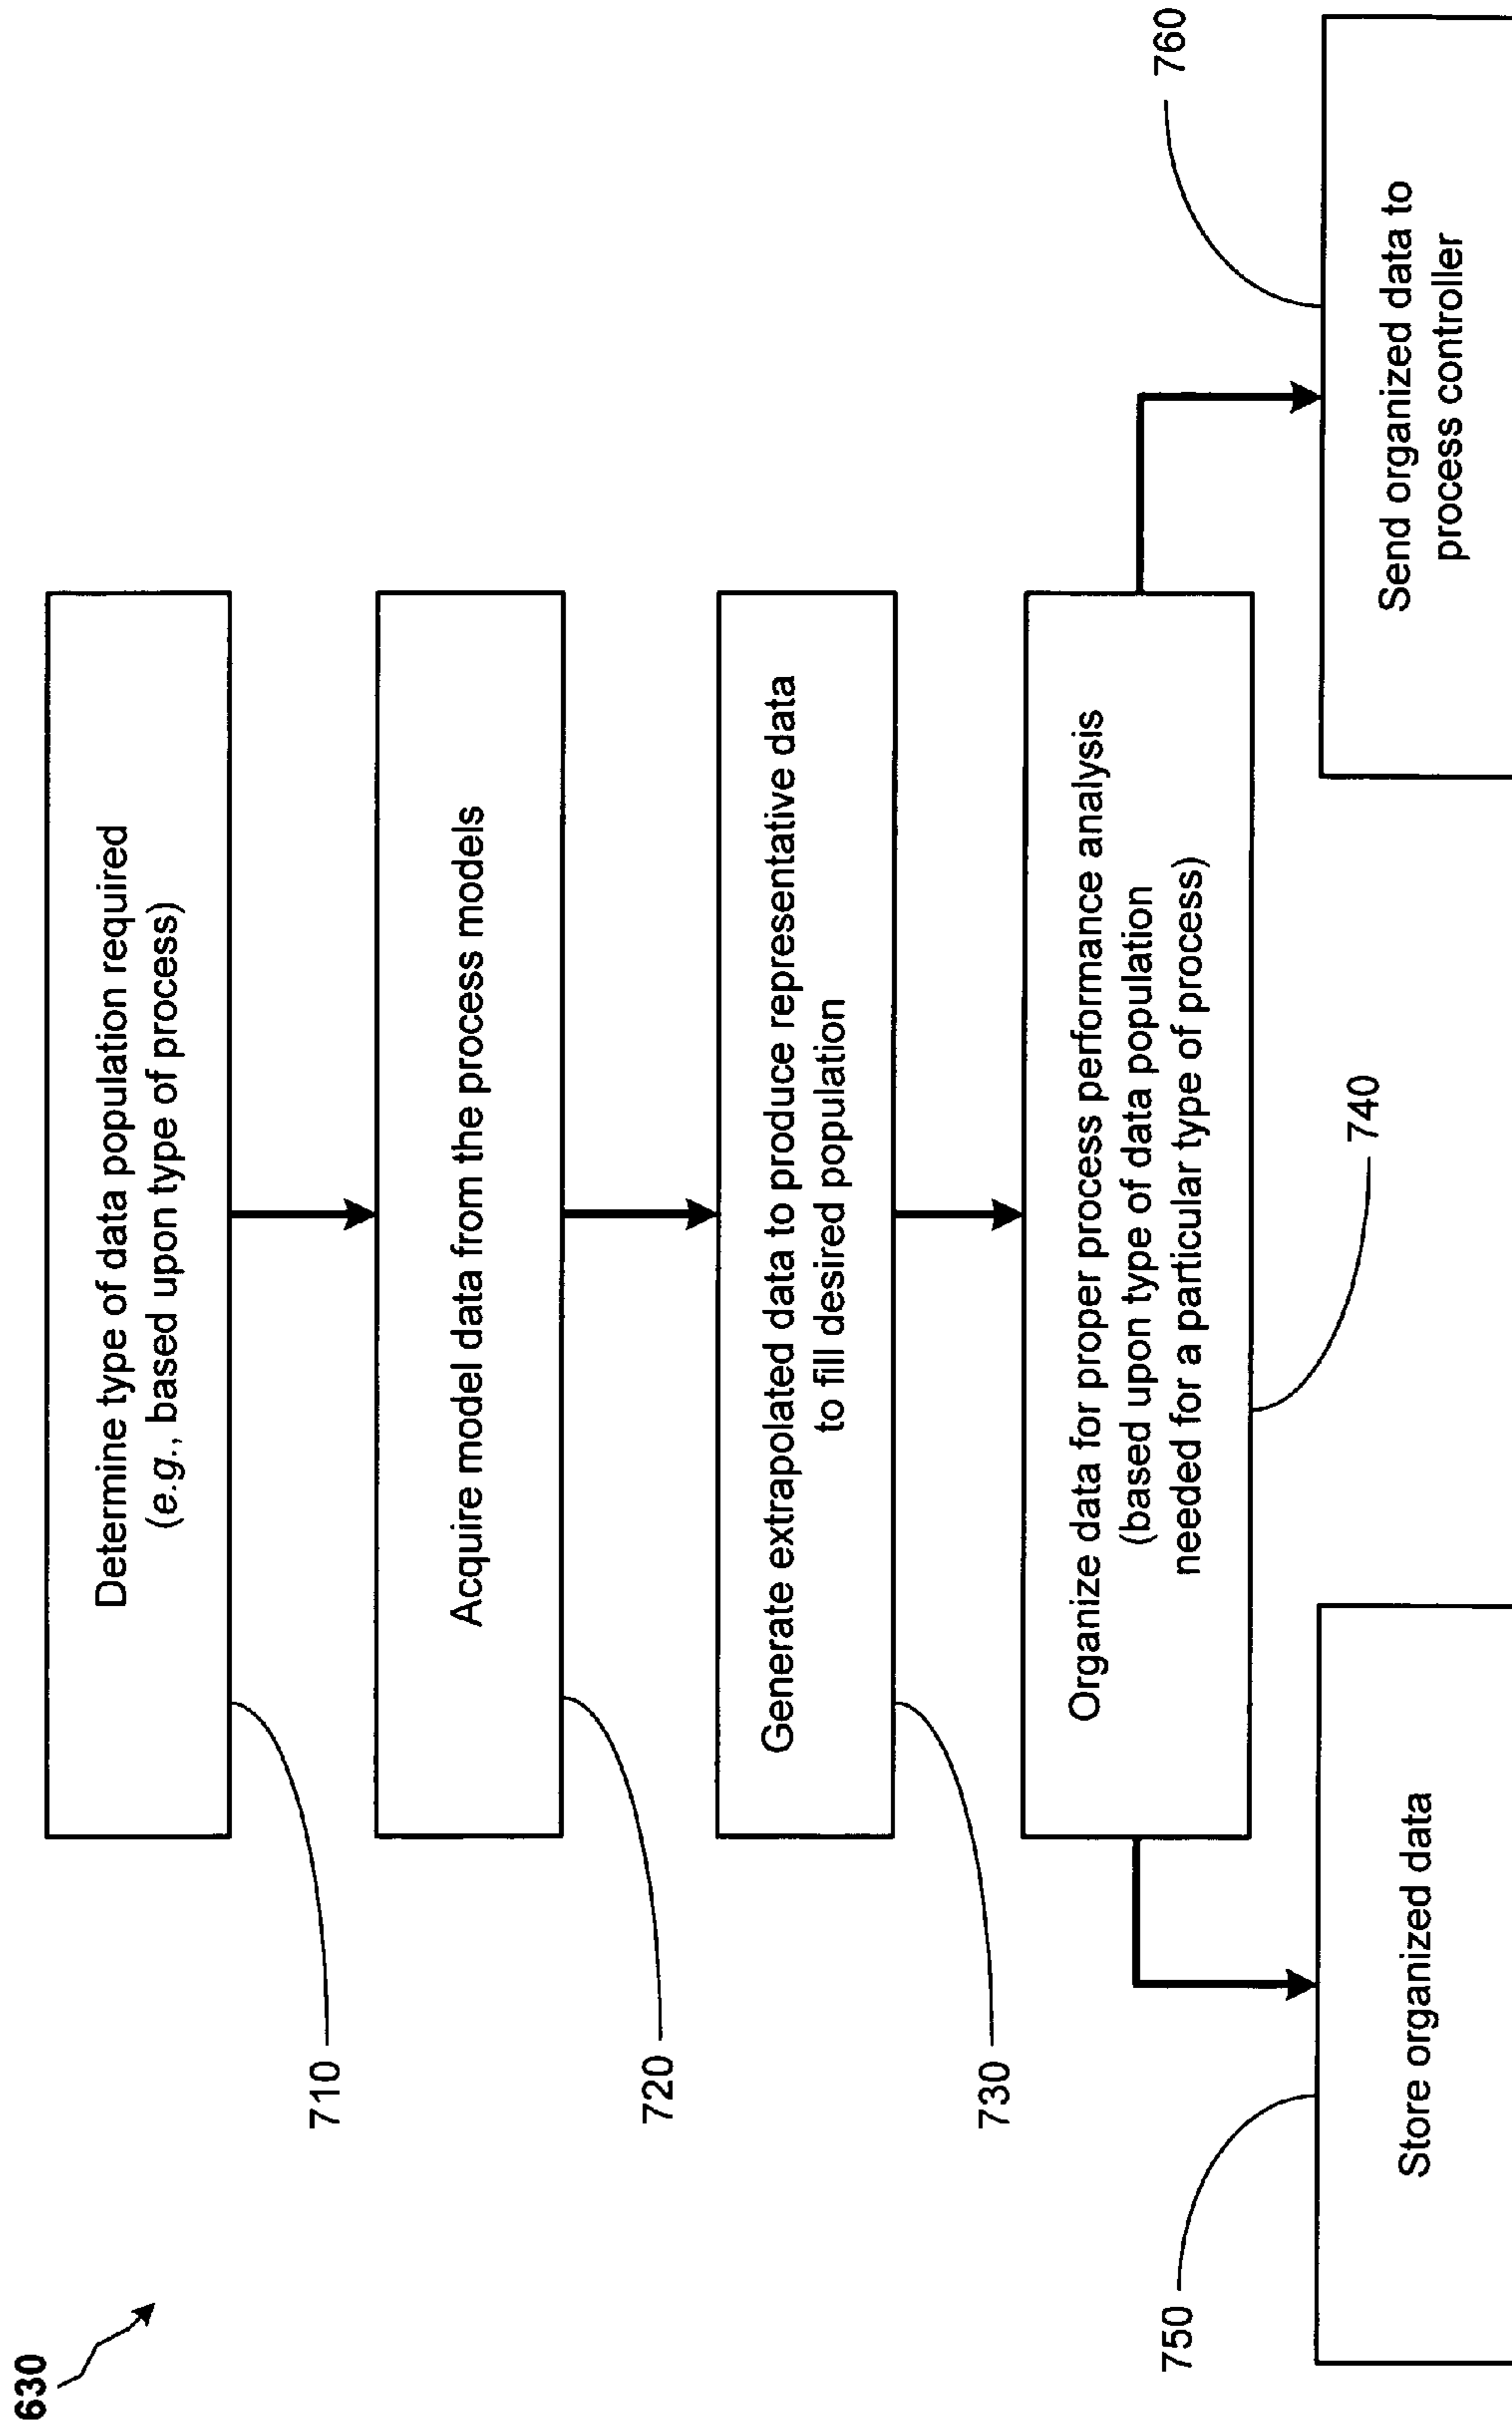 630
Determine type of data population required
(e.g., based upon type of process)
710
Acquire model data from the process models
720
Generate extrapolated data to produce representative data
to fill desired population
730
Organize data for proper process performance analysis
(based upon type of data population
needed for a particular type of process)
740
750
Store organized data
760
Send organized data to
process controller